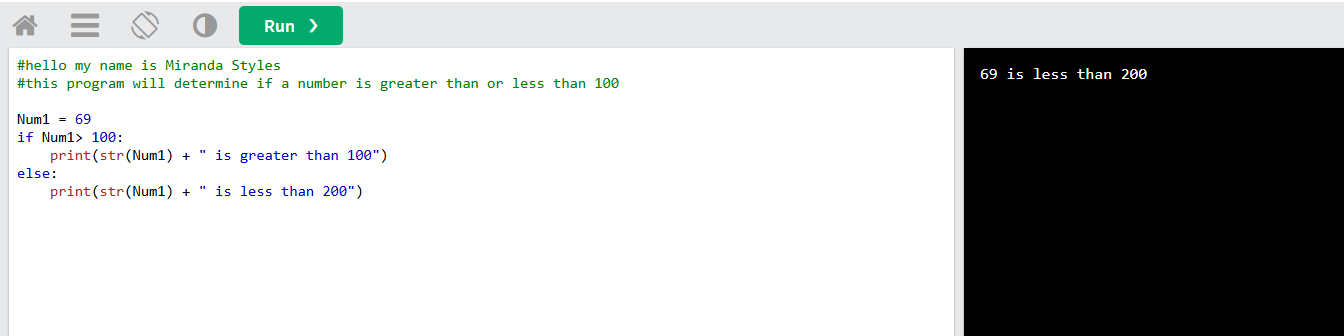 Run ❯
#hello my name is Miranda Styles
#this program will determine if a number is greater than or less than 100
Num1 = 69
if Num1> 100:
    print(str(Num1) + " is greater than 100")
else:
    print(str(Num1) + " is less than 200")
69 is less than 200